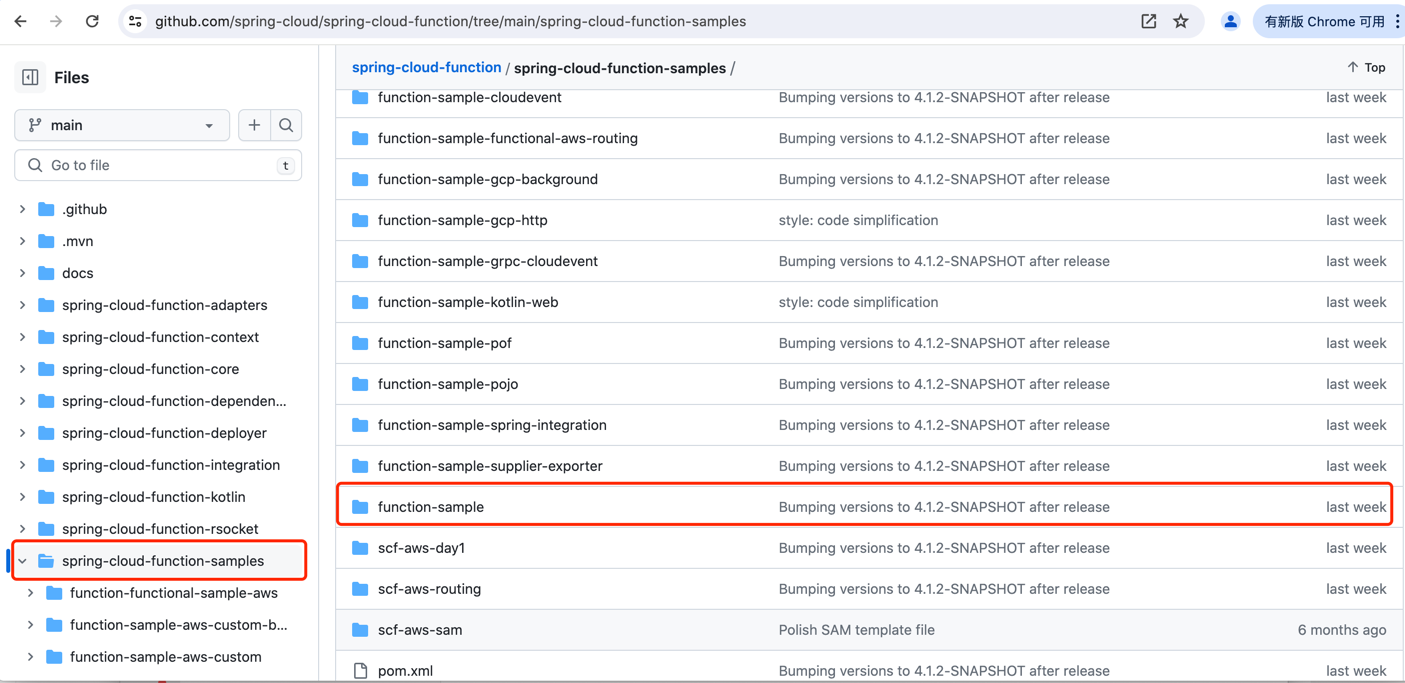 github.com/spring-cloud/spring-cloud-function/tree/main/spring-cloud-function-samples
有新版 Chrome 可用
Files
main
Go to file
t
.github
.mvn
docs
spring-cloud-function-adapters
spring-cloud-function-context
spring-cloud-function-core
spring-cloud-function-dependen...
spring-cloud-function-deployer
spring-cloud-function-integration
spring-cloud-function-kotlin
spring-cloud-function-rsocket
spring-cloud-function-samples
function-functional-sample-aws
function-sample-aws-custom-b...
function-sample-aws-custom
spring-cloud-function / spring-cloud-function-samples /
Top
function-sample-cloudevent Bumping versions to 4.1.2-SNAPSHOT after release last week
function-sample-functional-aws-routing Bumping versions to 4.1.2-SNAPSHOT after release last week
function-sample-gcp-background Bumping versions to 4.1.2-SNAPSHOT after release last week
function-sample-gcp-http style: code simplification last week
function-sample-grpc-cloudevent Bumping versions to 4.1.2-SNAPSHOT after release last week
function-sample-kotlin-web style: code simplification last week
function-sample-pof Bumping versions to 4.1.2-SNAPSHOT after release last week
function-sample-pojo Bumping versions to 4.1.2-SNAPSHOT after release last week
function-sample-spring-integration Bumping versions to 4.1.2-SNAPSHOT after release last week
function-sample-supplier-exporter Bumping versions to 4.1.2-SNAPSHOT after release last week
function-sample Bumping versions to 4.1.2-SNAPSHOT after release last week
scf-aws-day1 Bumping versions to 4.1.2-SNAPSHOT after release last week
scf-aws-routing Bumping versions to 4.1.2-SNAPSHOT after release last week
scf-aws-sam Polish SAM template file 6 months ago
pom.xml Bumping versions to 4.1.2-SNAPSHOT after release last week